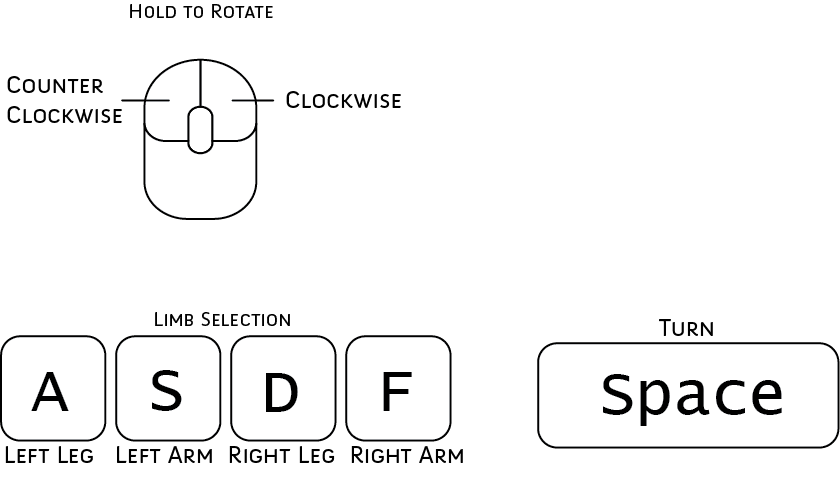 Hold to Rotate
Counter
Clockwise
Clockwise
Limb Selection
Turn
A S D F
Space
Left Leg Left Arm Right Leg Right Arm